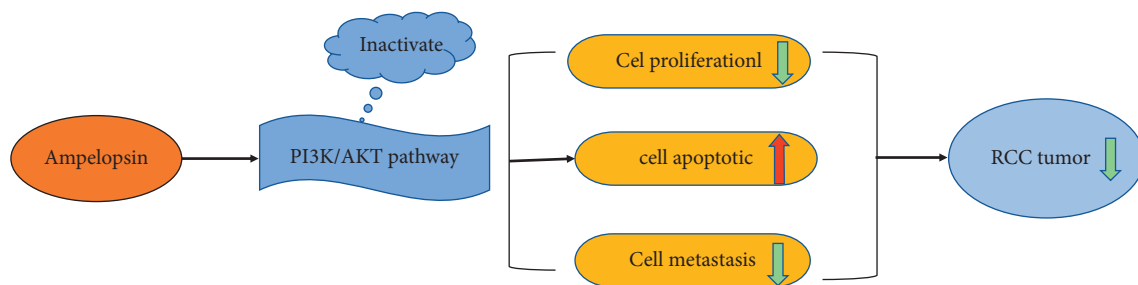 Inactivate
Ampelopsin
PI3K/AKT pathway
Cel proliferationl
cell apoptotic
Cell metastasis
RCC tumor